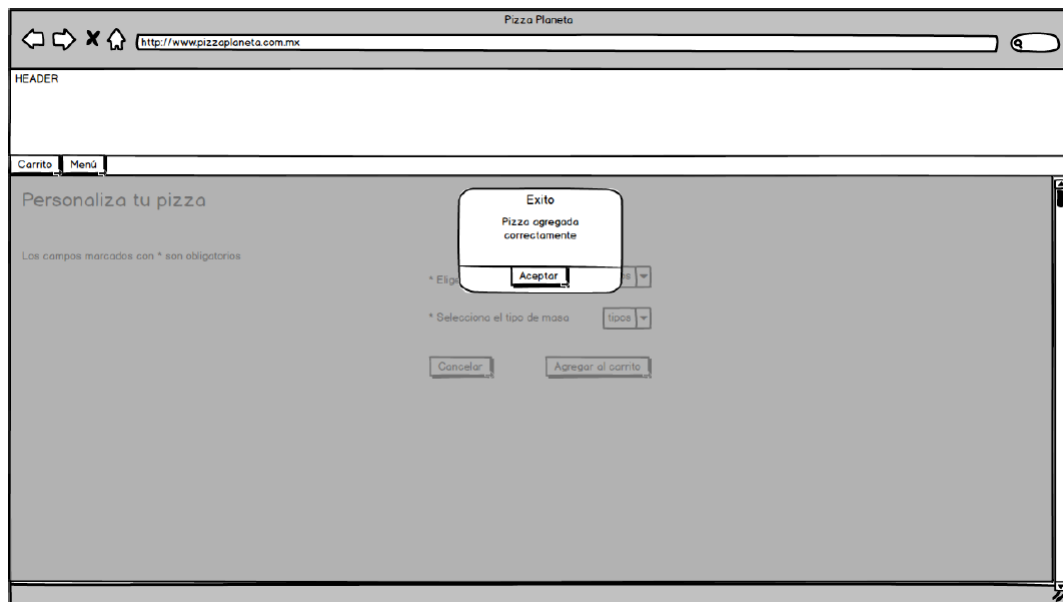 Pizza Planeta
http://www.pizzaplaneta.com.mx
HEADER
Carrito Menú
Personaliza tu pizza
Exito
Pizza agregada
correctamente
Los campos marcados con * son obligatorios
Aceptar
* Selecciona el tipo de masa tipos
Cancelar Agregar al carrito